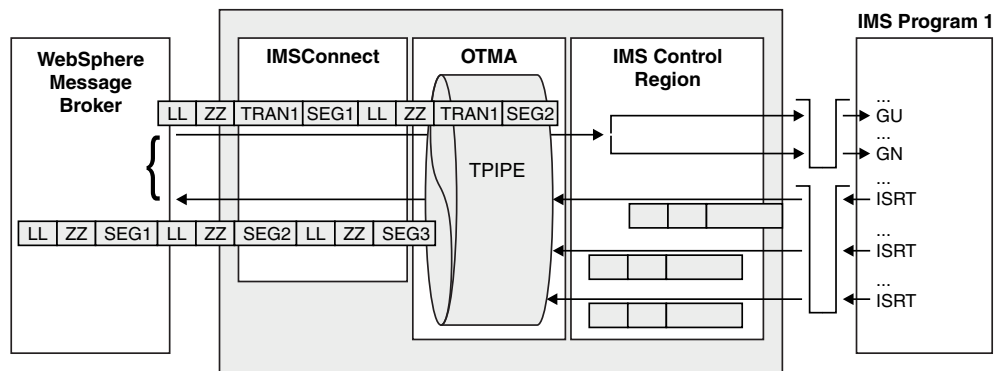 IMS Program 1
WebSphere
Message
Broker
IMSConnect
OTMA
IMS Control
Region
LL ZZ TRAN1 SEG1 LL ZZ TRAN1 SEG2
...
GU
...
GN
TPIPE
...
ISRT
LL ZZ SEG1 LL ZZ SEG2 LL ZZ SEG3
...
ISRT
...
ISRT